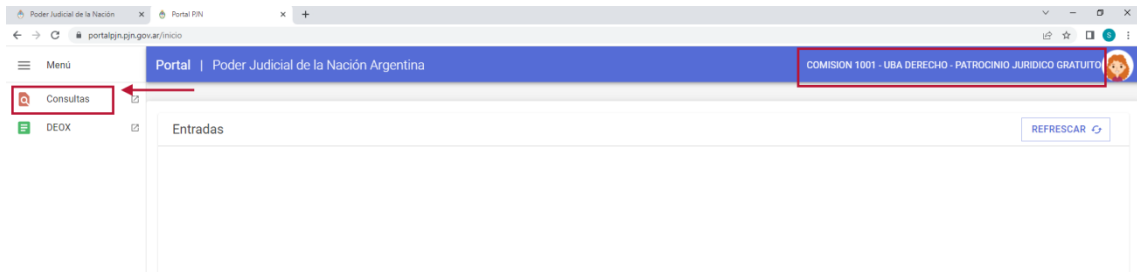 Poder Judicial de la Nación
Portal PJN
portalpjn.pjn.gov.ar/inicio
S
Menú
Portal | Poder Judicial de la Nación Argentina
COMISION 1001 - UBA DERECHO - PATROCINIO JURIDICO GRATUITO
Consultas
DEOX
Entradas
REFRESCAR